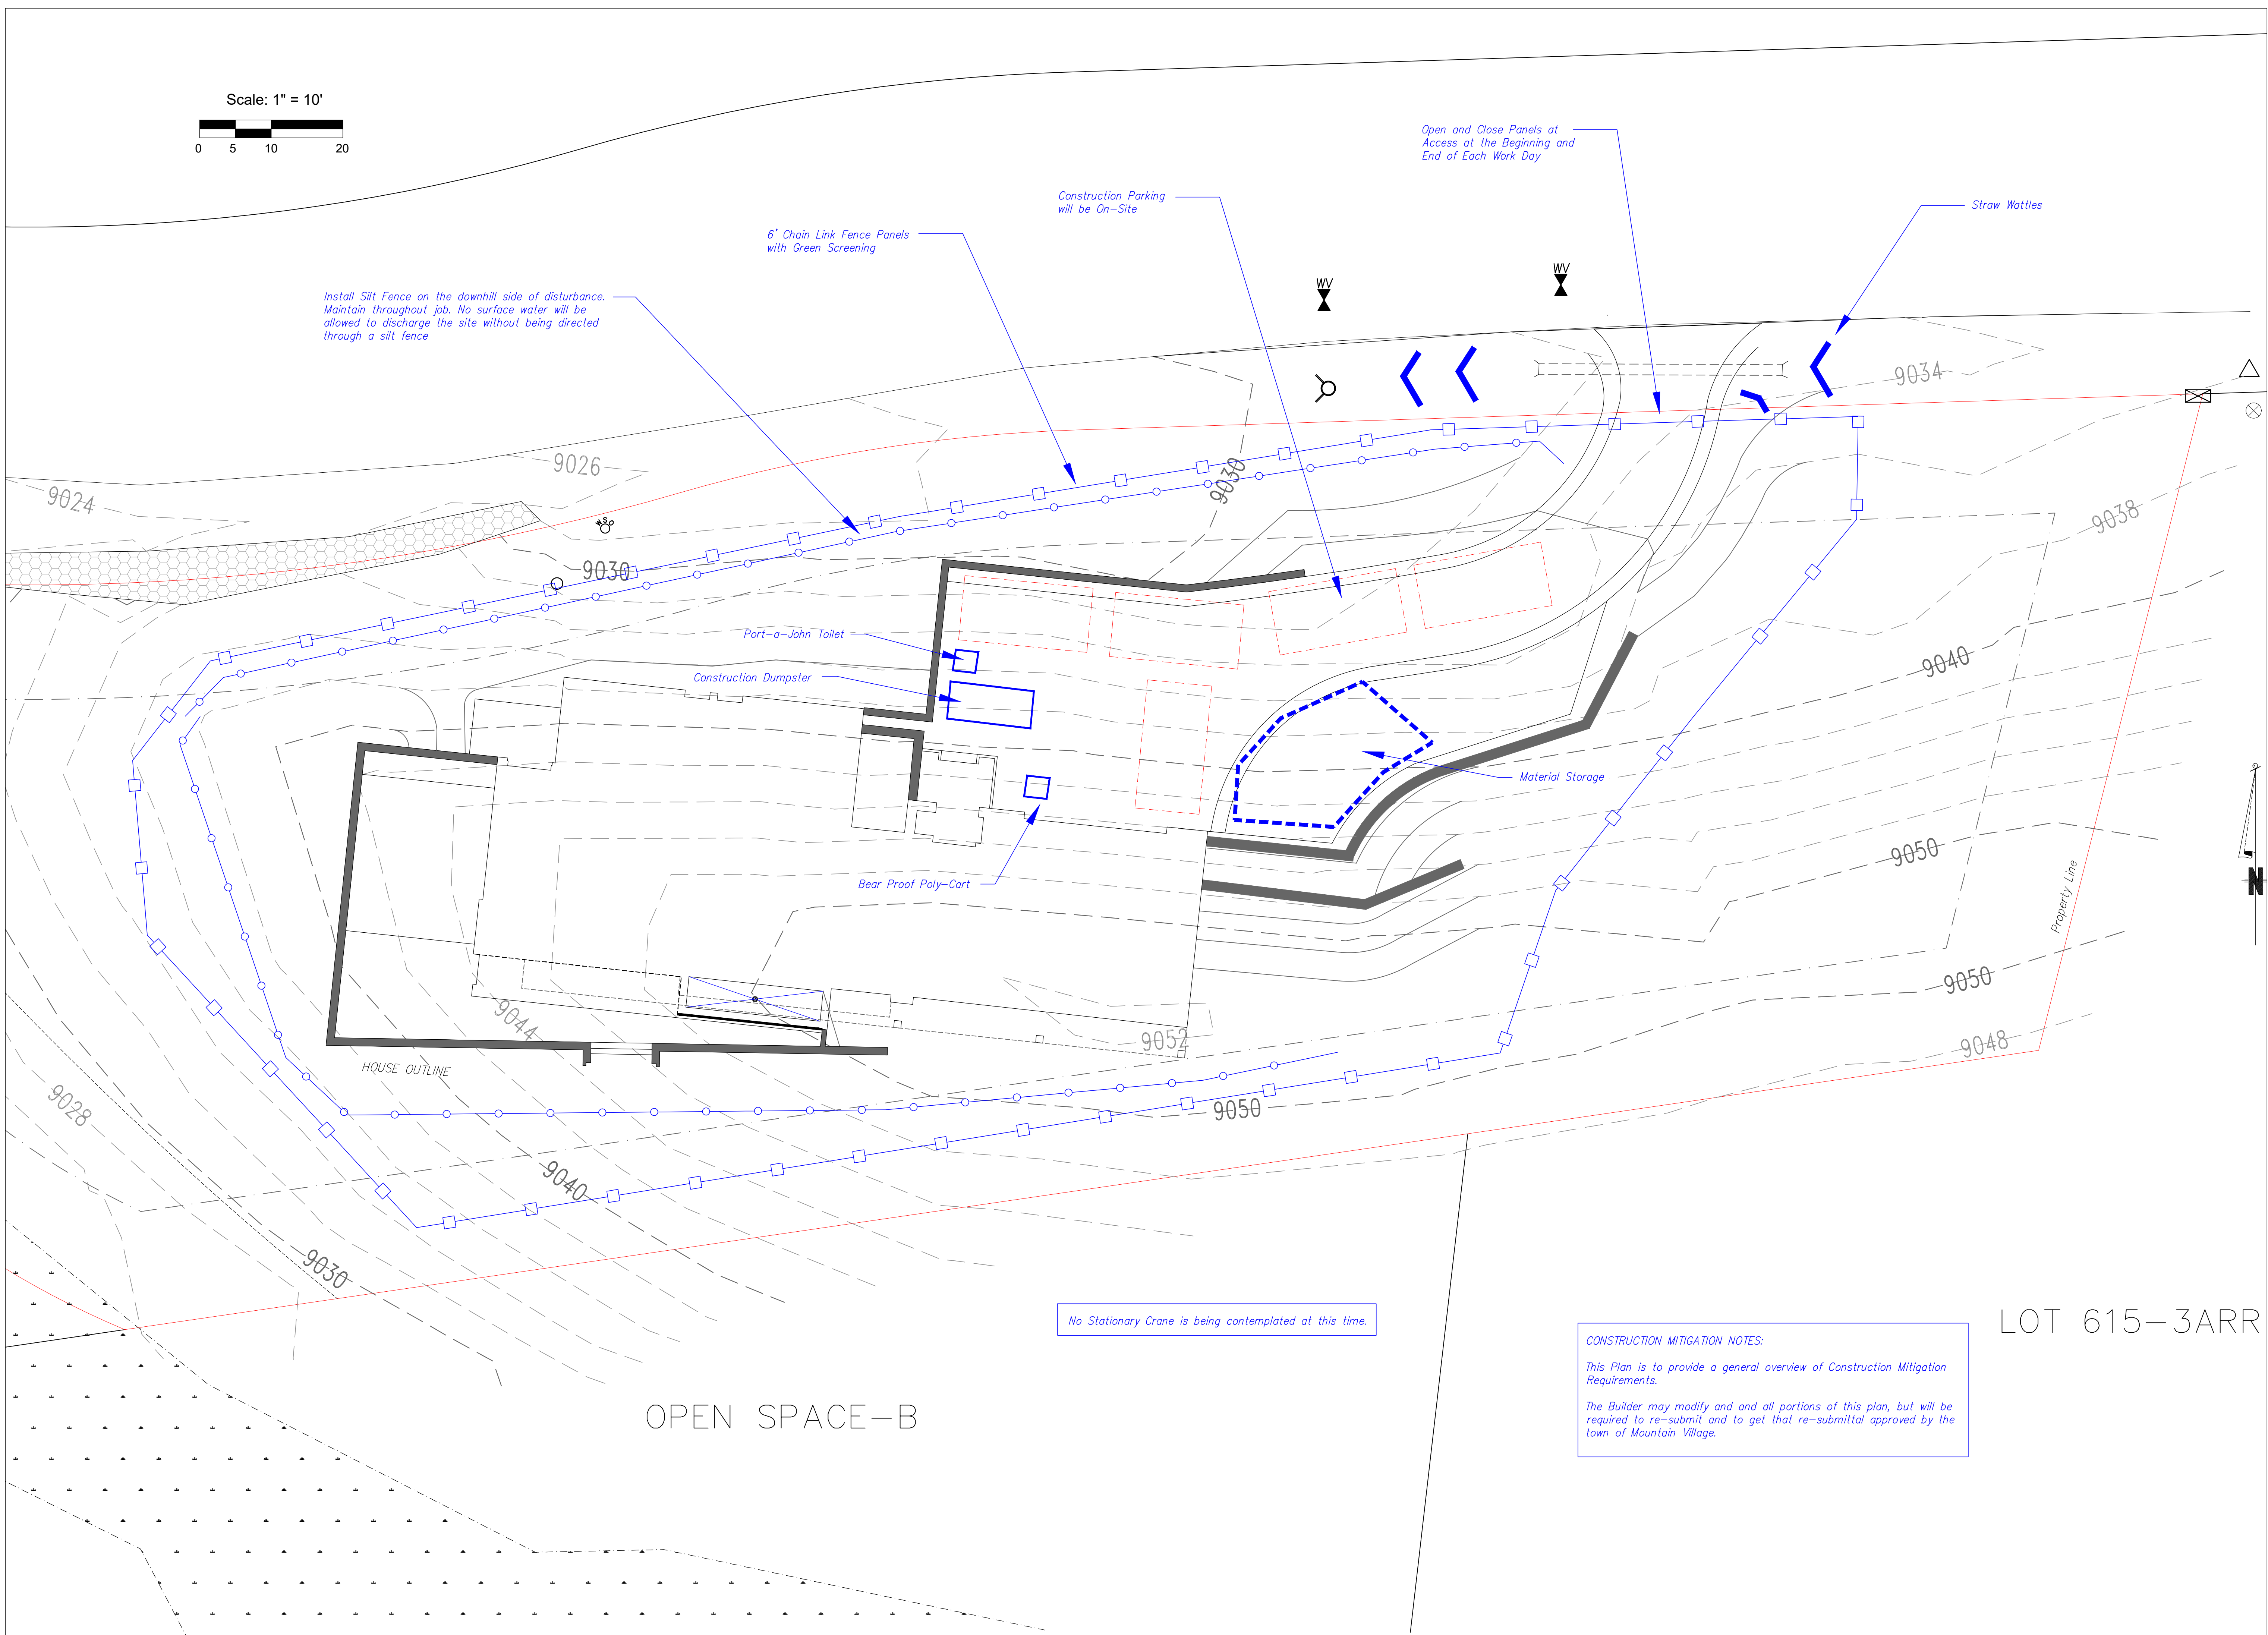 Scale: 1" = 10'
0 5 10 20
Open and Close Panels at
Access at the Beginning and
End of Each Work Day
Construction Parking
will be On-Site
Straw Wattles
6' Chain Link Fence Panels
with Green Screening
WV
WV
Install Silt Fence on the downhill side of disturbance.
Maintain throughout job. No surface water will be
allowed to discharge the site without being directed
through a silt fence
9034
9026
9030
9024
9038
9030
Port-a-John Toilet
9040
Construction Dumpster
Material Storage
9050
Bear Proof Poly-Cart
N
Property Line
9050
9044
9052
9048
HOUSE OUTLINE
9028
9050
9040
9030
No Stationary Crane is being contemplated at this time.
LOT 615-3ARR
CONSTRUCTION MITIGATION NOTES:
This Plan is to provide a general overview of Construction Mitigation
Requirements.
The Builder may modify and and all portions of this plan, but will be
required to re-submit and to get that re-submittal approved by the
town of Mountain Village.
OPEN SPACE-B